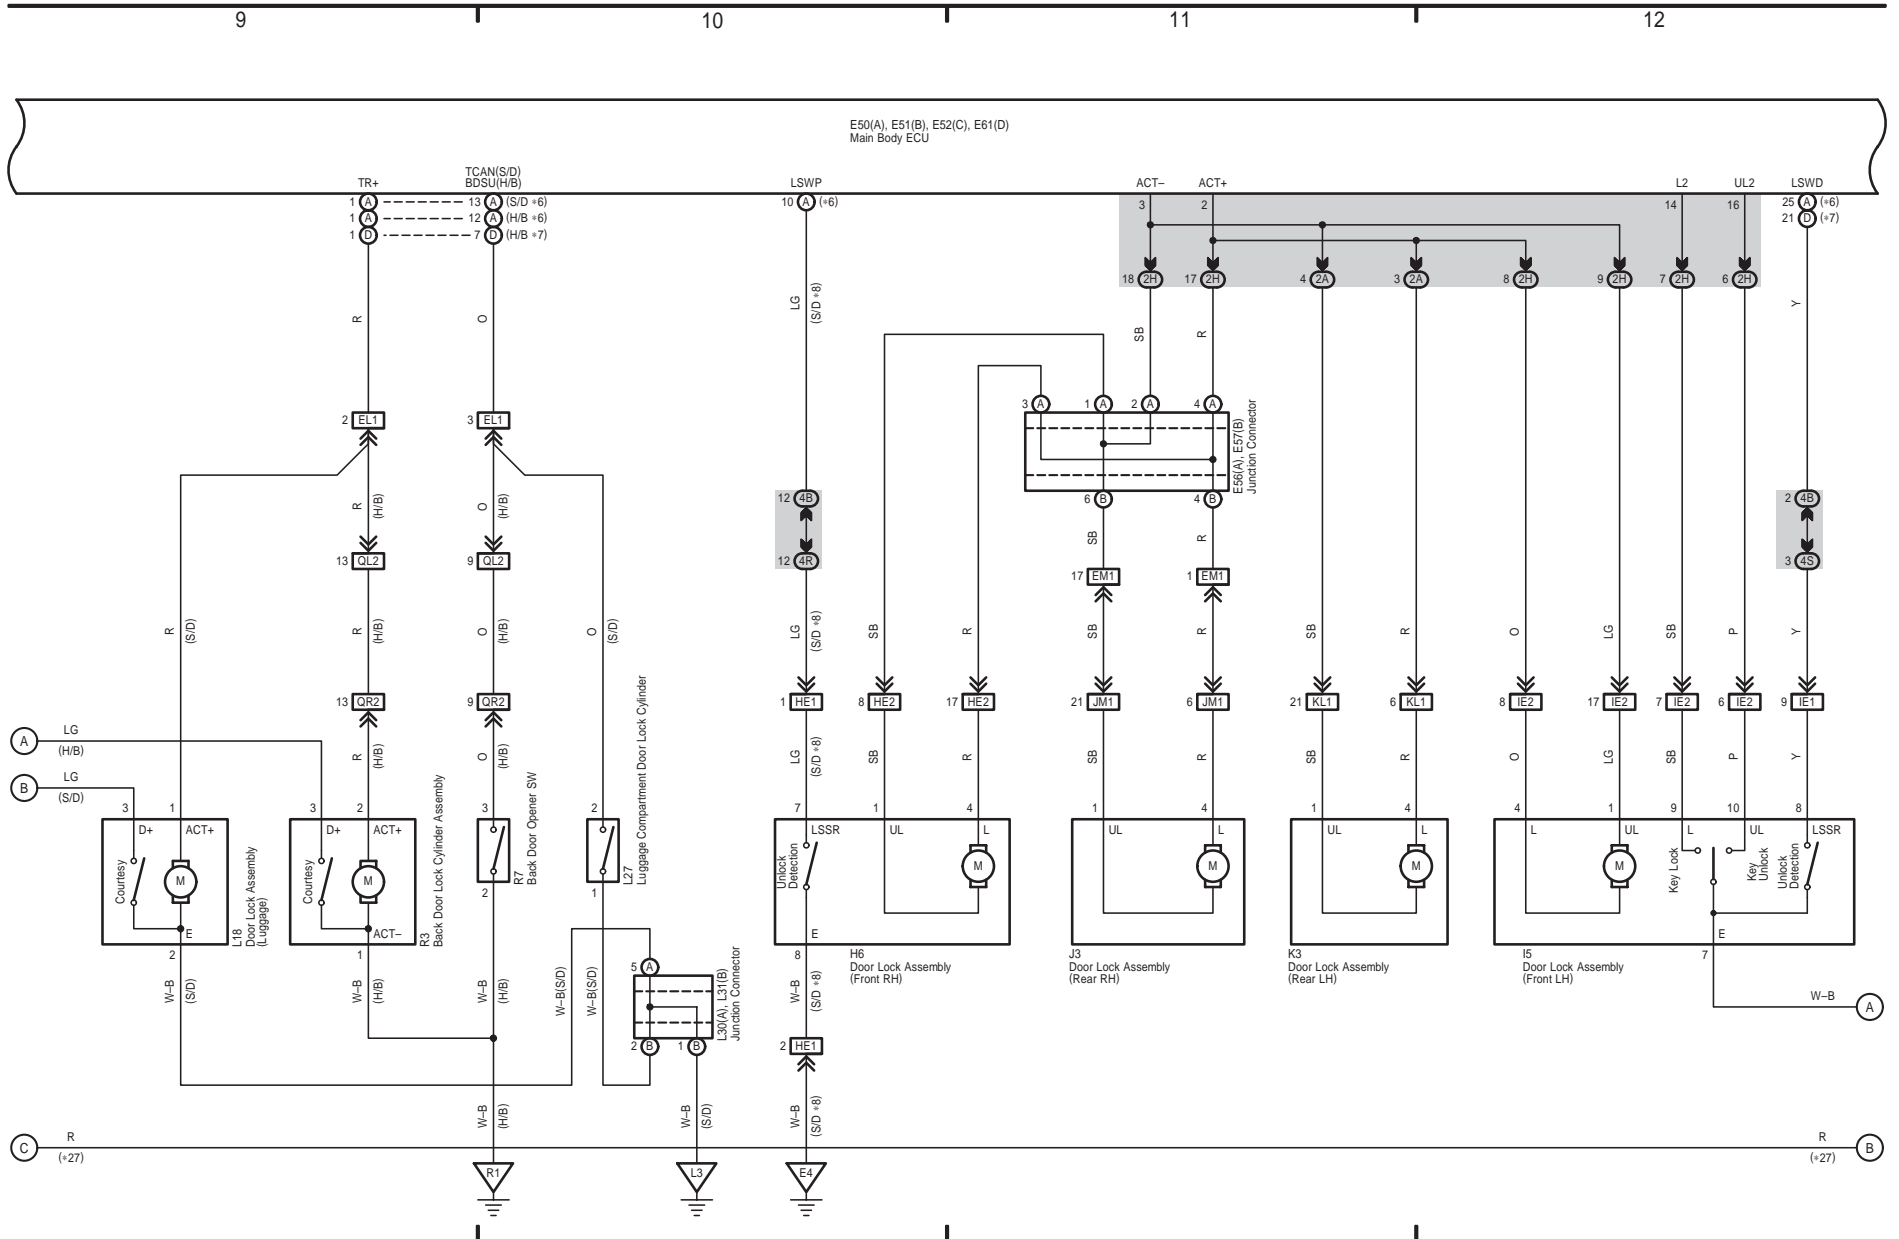 9 10 11 12
E50(A), E51(B), E52(C), E61(D)
Main Body ECU
TR+ TCAN(S/D) LSWP ACT– ACT+ L2 UL2 LSWD
BDSU(H/B)
1 A 13 A (S/D *6) 10 A (*6) 3 2 14 16 25 A (*6)
1 A 12 A (H/B *6) 21 D (*7)
1 D 7 D (H/B *7)
18 2H 17 2H 4 2A 3 2A 8 2H 9 2H 7 2H 6 2H
R O LG (S/D *8) SB R Y
3 A 1 A 2 A 4 A
2 EL1 3 EL1
E56(A), E57(B)
Junction Connector
R (H/B) O (H/B) 12 4B 6 B 4 B 2 4B
SB R
13 QL2 9 QL2 12 4R 17 EM1 1 EM1 3 4S
R (S/D) R (H/B) O (H/B) O (S/D) LG (S/D *8) SB R SB R SB R O LG SB P Y
13 QR2 9 QR2 1 HE1 8 HE2 17 HE2 21 JM1 6 JM1 21 KL1 6 KL1 8 IE2 17 IE2 7 IE2 6 IE2 9 IE1
A LG (H/B)
B LG (S/D)
R (H/B) O (H/B) LG (S/D *8) SB R SB R SB R O LG SB P Y
3 1 3 2 3 2 7 1 4 1 4 1 4 4 1 9 10 8
D+ ACT+ D+ ACT+ LSSR UL L UL L UL L L UL L UL LSSR
Courtesy M Courtesy M Unlock Detection M M M M Key Lock Key Unlock Unlock Detection
E ACT– E E
2 1 2 1 8 7
L18
Door Lock Assembly
(Luggage)
R3
Back Door Lock Cylinder Assembly
R7
Back Door Opener SW
L27
Luggage Compartment Door Lock Cylinder
H6
Door Lock Assembly
(Front RH)
J3
Door Lock Assembly
(Rear RH)
K3
Door Lock Assembly
(Rear LH)
I5
Door Lock Assembly
(Front LH)
W–B (S/D) W–B (H/B) W–B (H/B) W–B(S/D) W–B(S/D) W–B (S/D *8) W–B A
5 A
L30(A), L31(B)
Junction Connector
2 B 1 B 2 HE1
W–B (H/B) W–B (S/D) W–B (S/D *8)
C R (*27) R (*27) B
R1 L3 E4